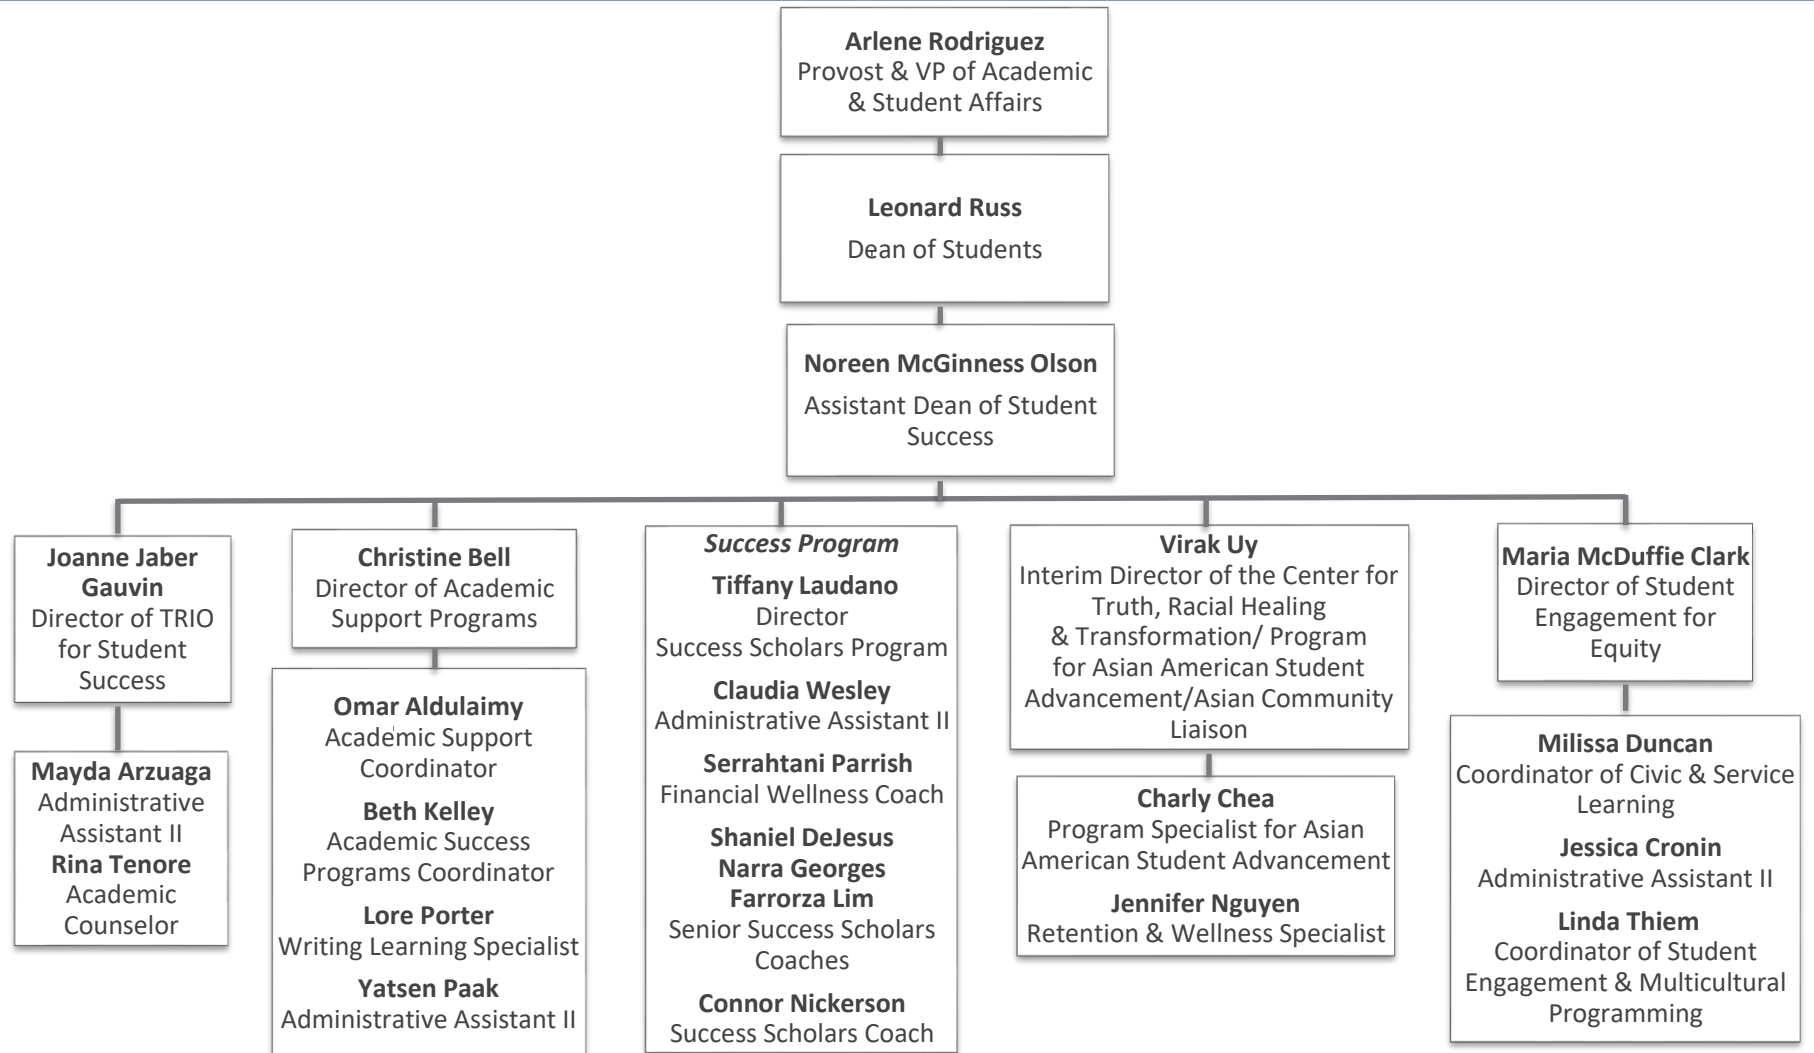 Arlene Rodriguez
Provost & VP of Academic
& Student Affairs
Leonard Russ
Dean of Students
Noreen McGinness Olson
Assistant Dean of Student
Success
Joanne Jaber
Gauvin
Director of TRIO
for Student
Success
Mayda Arzuaga
Administrative
Assistant II
Rina Tenore
Academic
Counselor
Christine Bell
Director of Academic
Support Programs
Omar Aldulaimy
Academic Support
Coordinator
Beth Kelley
Academic Success
Programs Coordinator
Lore Porter
Writing Learning Specialist
Yatsen Paak
Administrative Assistant II
Success Program
Tiffany Laudano
Director
Success Scholars Program
Claudia Wesley
Administrative Assistant II
Serrahtani Parrish
Financial Wellness Coach
Shaniel DeJesus
Narra Georges
Farrorza Lim
Senior Success Scholars
Coaches
Connor Nickerson
Success Scholars Coach
Virak Uy
Interim Director of the Center for
Truth, Racial Healing
& Transformation/ Program
for Asian American Student
Advancement/Asian Community
Liaison
Charly Chea
Program Specialist for Asian
American Student Advancement
Jennifer Nguyen
Retention & Wellness Specialist
Maria McDuffie Clark
Director of Student
Engagement for
Equity
Milissa Duncan
Coordinator of Civic & Service
Learning
Jessica Cronin
Administrative Assistant II
Linda Thiem
Coordinator of Student
Engagement & Multicultural
Programming